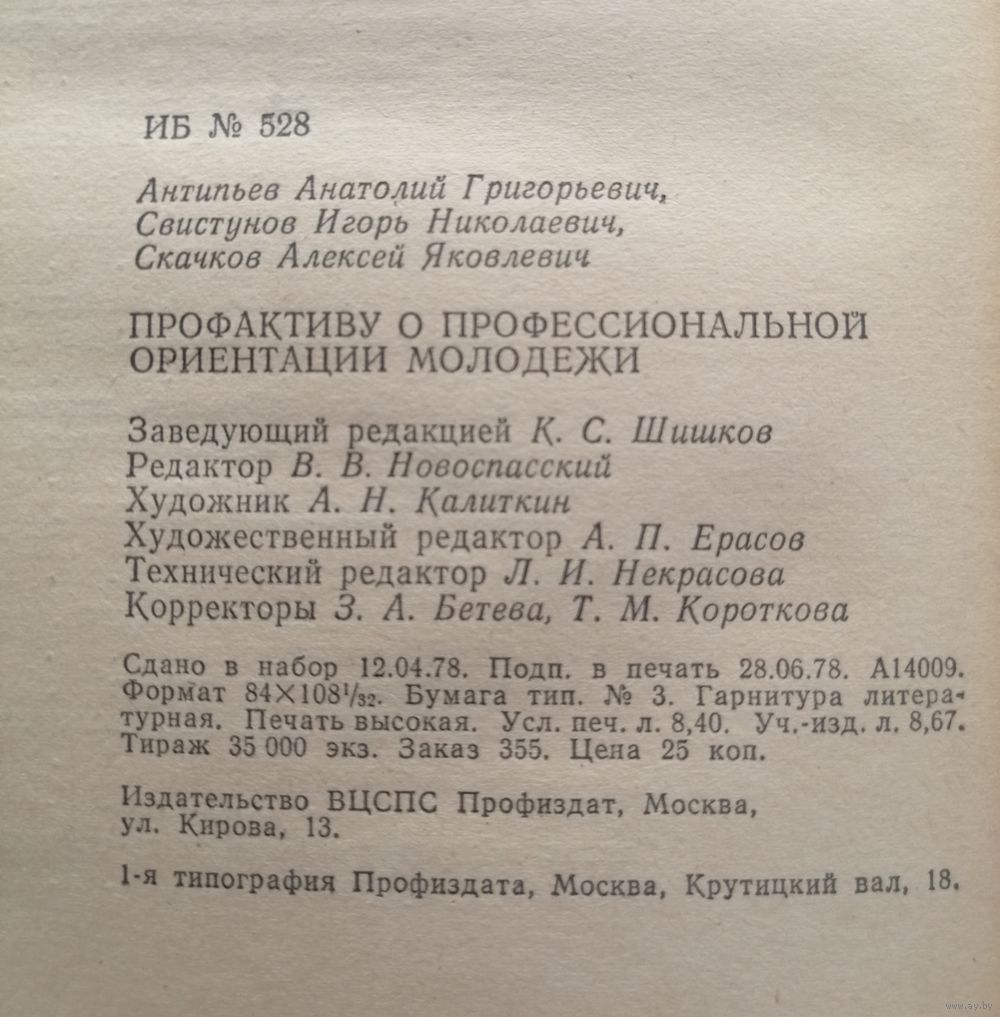 ИБ № 528
Антипьев Анатолий Григорьевич,
Свистунов Игорь Николаевич,
Скачков Алексей Яковлевич
ПРОФАКТИВУ О ПРОФЕССИОНАЛЬНОЙ
ОРИЕНТАЦИИ МОЛОДЕЖИ
Заведующий редакцией К. С. Шишков
Редактор В. В. Новоспасский
Художник А. Н. Калиткин
Художественный редактор А. П. Ерасов
Технический редактор Л. И. Некрасова
Корректоры З. А. Бетева, Т. М. Короткова
Сдано в набор 12.04.78. Подп. в печать 28.06.78. А14009.
Формат 84×108¹/₃₂. Бумага тип. № 3. Гарнитура литера-
турная. Печать высокая. Усл. печ. л. 8,40. Уч.-изд. л. 8,67.
Тираж 35 000 экз. Заказ 355. Цена 25 коп.
Издательство ВЦСПС Профиздат, Москва,
ул. Кирова, 13.
1-я типография Профиздата, Москва, Крутицкий вал, 18.
www.ay.by